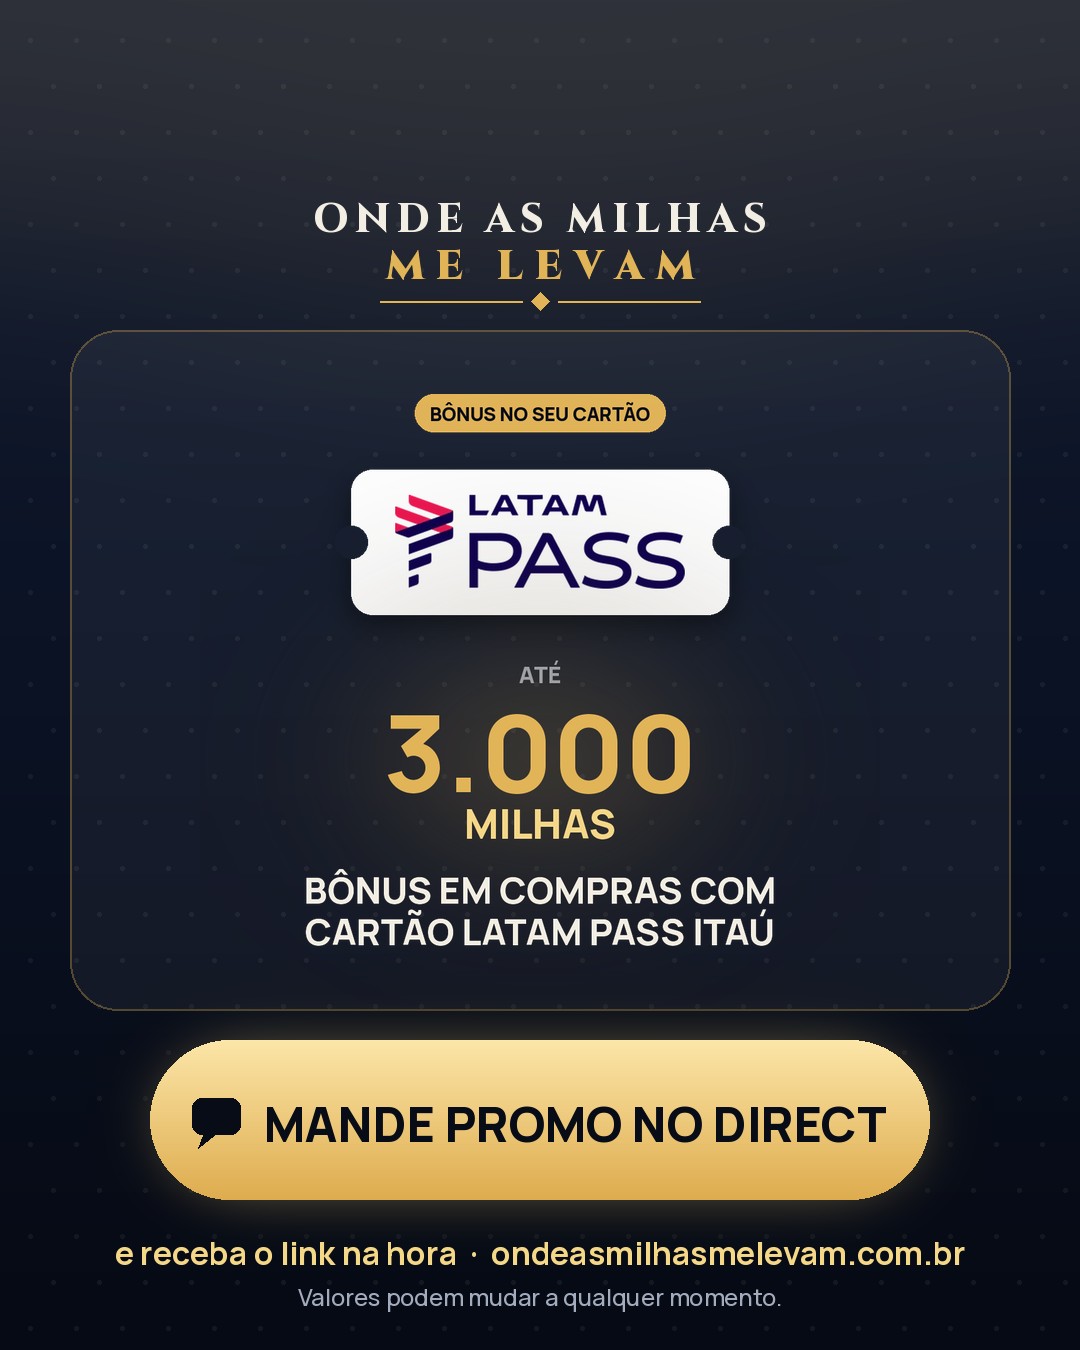 ONDE AS MILHAS
ME LEVAM
BÔNUS NO SEU CARTÃO
LATAM
PASS
ATÉ
3.000
MILHAS
BÔNUS EM COMPRAS COM
CARTÃO LATAM PASS ITAÚ
MANDE PROMO NO DIRECT
e receba o link na hora · ondeasmilhasmelevam.com.br
Valores podem mudar a qualquer momento.